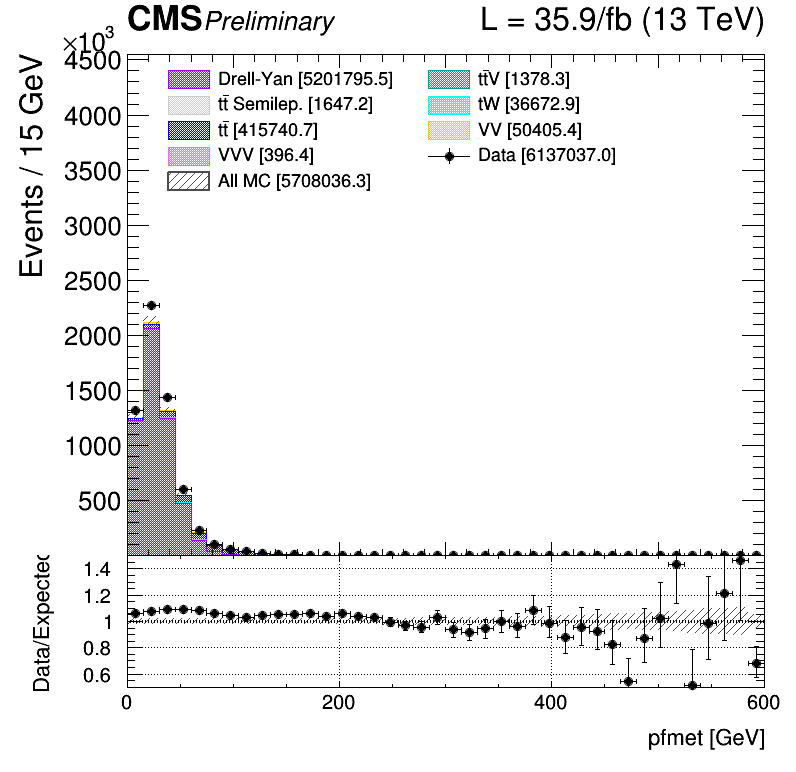 CMS Preliminary L = 35.9/fb (13 TeV)
×10³
Events / 15 GeV
4500
4000
3500
3000
2500
2000
1500
1000
500
Drell-Yan [5201795.5]
tt̄ Semilep. [1647.2]
tt̄ [415740.7]
VVV [396.4]
All MC [5708036.3]
tt̄V [1378.3]
tW [36672.9]
VV [50405.4]
Data [6137037.0]
Data/Expected
1.4
1.2
1
0.8
0.6
0 200 400 600
pfmet [GeV]